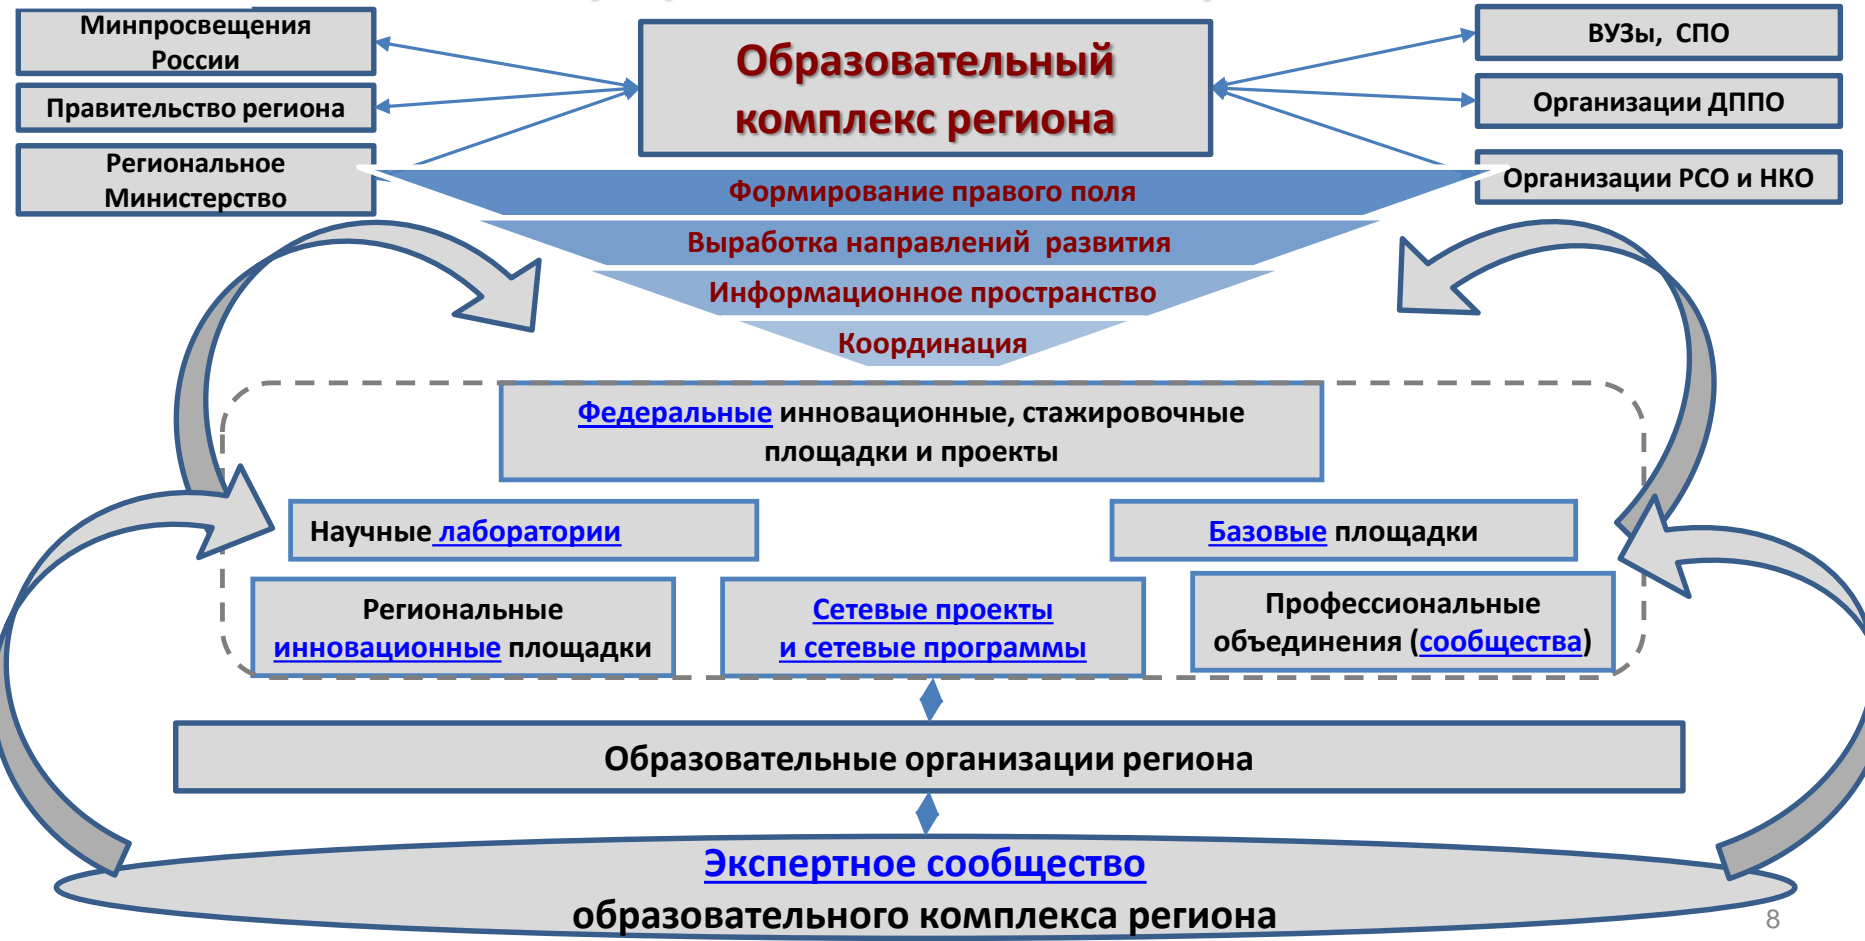 Минпросвещения
России
Правительство региона
Региональное
Министерство
Образовательный
комплекс региона
ВУЗы, СПО
Организации ДППО
Организации РСО и НКО
Формирование правого поля
Выработка направлений развития
Информационное пространство
Координация
Федеральные инновационные, стажировочные
площадки и проекты
Научные лаборатории
Базовые площадки
Региональные
инновационные площадки
Сетевые проекты
и сетевые программы
Профессиональные
объединения (сообщества)
Образовательные организации региона
Экспертное сообщество
образовательного комплекса региона
8